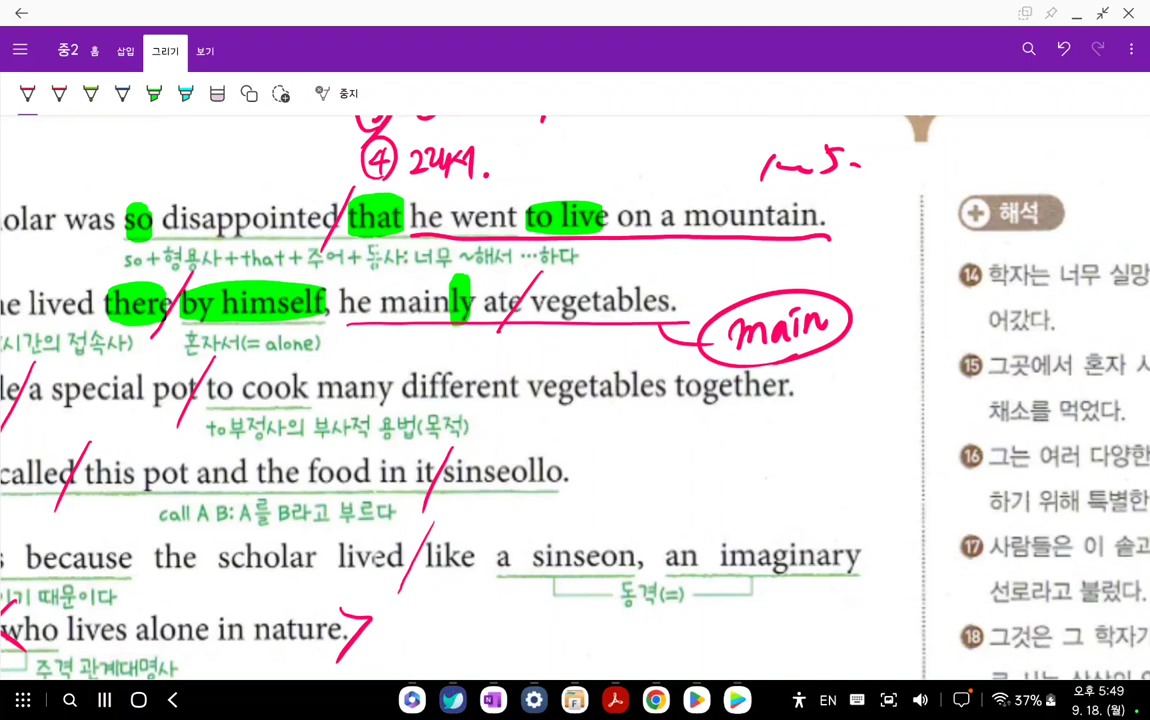 중2 홈 삽입 그리기 보기
중지
④
olar was so disappointed that he went to live on a mountain.
so+형용사+that+주어+동사: 너무 ~해서 …하다
he lived there by himself, he mainly ate vegetables.
main
시간의 접속사) 혼자서(= alone)
le a special pot to cook many different vegetables together.
to부정사의 부사적 용법(목적)
called this pot and the food in it sinseollo.
call A B: A를 B라고 부르다
s because the scholar lived like a sinseon, an imaginary
이기 때문이다 동격(=)
who lives alone in nature.
주격 관계대명사
해석
⑭ 학자는 너무 실망
어갔다.
⑮ 그곳에서 혼자 시
채소를 먹었다.
⑯ 그는 여러 다양한
하기 위해 특별한
⑰ 사람들은 이 솥과
선로라고 불렀다.
⑱ 그것은 그 학자가
EN 37% 오후 5:49
9. 18. (월)